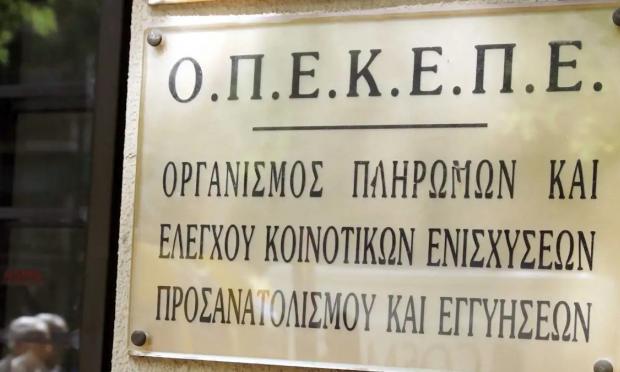 Ο.Π.Ε.Κ.Ε.Π.Ε.
ΟΡΓΑΝΙΣΜΟΣ ΠΛΗΡΩΜΩΝ ΚΑΙ
ΕΛΕΓΧΟΥ ΚΟΙΝΟΤΙΚΩΝ ΕΝΙΣΧΥΣΕΩΝ
ΠΡΟΣΑΝΑΤΟΛΙΣΜΟΥ ΚΑΙ ΕΓΓΥΗΣΕΩΝ